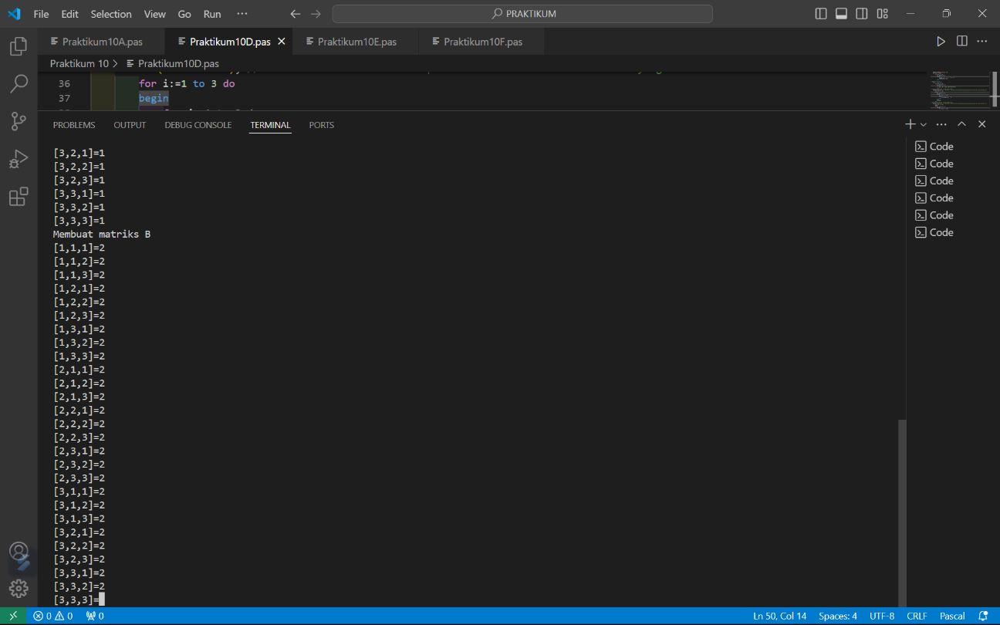 File Edit Selection View Go Run ··· PRAKTIKUM
Praktikum10A.pas Praktikum10D.pas Praktikum10E.pas Praktikum10F.pas
Praktikum 10 > Praktikum10D.pas
36 for i:=1 to 3 do
37 begin
PROBLEMS OUTPUT DEBUG CONSOLE TERMINAL PORTS
[3,2,1]=1
[3,2,2]=1
[3,2,3]=1
[3,3,1]=1
[3,3,2]=1
[3,3,3]=1
Membuat matriks B
[1,1,1]=2
[1,1,2]=2
[1,1,3]=2
[1,2,1]=2
[1,2,2]=2
[1,2,3]=2
[1,3,1]=2
[1,3,2]=2
[1,3,3]=2
[2,1,1]=2
[2,1,2]=2
[2,1,3]=2
[2,2,1]=2
[2,2,2]=2
[2,2,3]=2
[2,3,1]=2
[2,3,2]=2
[2,3,3]=2
[3,1,1]=2
[3,1,2]=2
[3,1,3]=2
[3,2,1]=2
[3,2,2]=2
[3,2,3]=2
[3,3,1]=2
[3,3,2]=2
[3,3,3]=
Code
Code
Code
Code
Code
Code
0 0 0 Ln 50, Col 14 Spaces: 4 UTF-8 CRLF Pascal